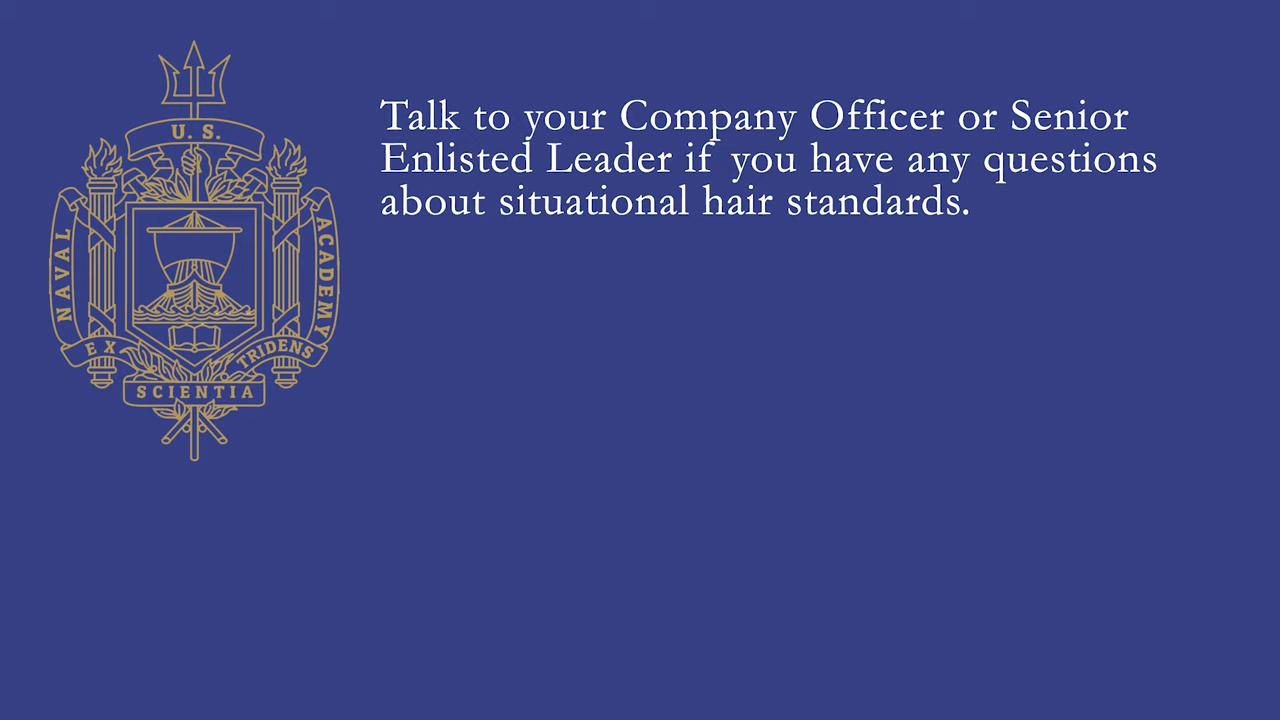 U. S.
NAVAL
ACADEMY
EX
TRIDENS
SCIENTIA
Talk to your Company Officer or Senior
Enlisted Leader if you have any questions
about situational hair standards.